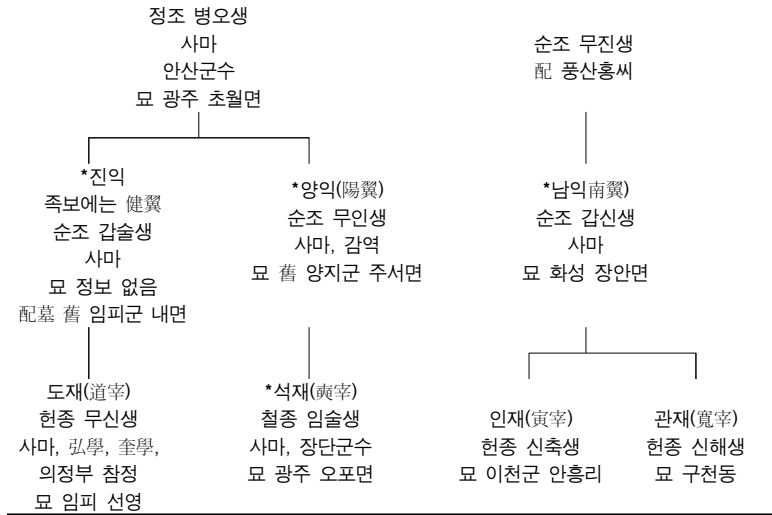 정조 병오생
사마
안산군수
묘 광주 초월면
순조 무진생
配 풍산홍씨
*진익
족보에는 健翼
순조 갑술생
사마
묘 정보 없음
配墓 舊 임피군 내면
*양익(陽翼)
순조 무인생
사마, 감역
묘 舊 양지군 주서면
*남익南翼)
순조 갑신생
사마
묘 화성 장안면
도재(道宰)
헌종 무신생
사마, 弘學, 奎學,
의정부 참정
묘 임피 선영
*석재(奭宰)
철종 임술생
사마, 장단군수
묘 광주 오포면
인재(寅宰)
헌종 신축생
묘 이천군 안흥리
관재(寬宰)
헌종 신해생
묘 구천동